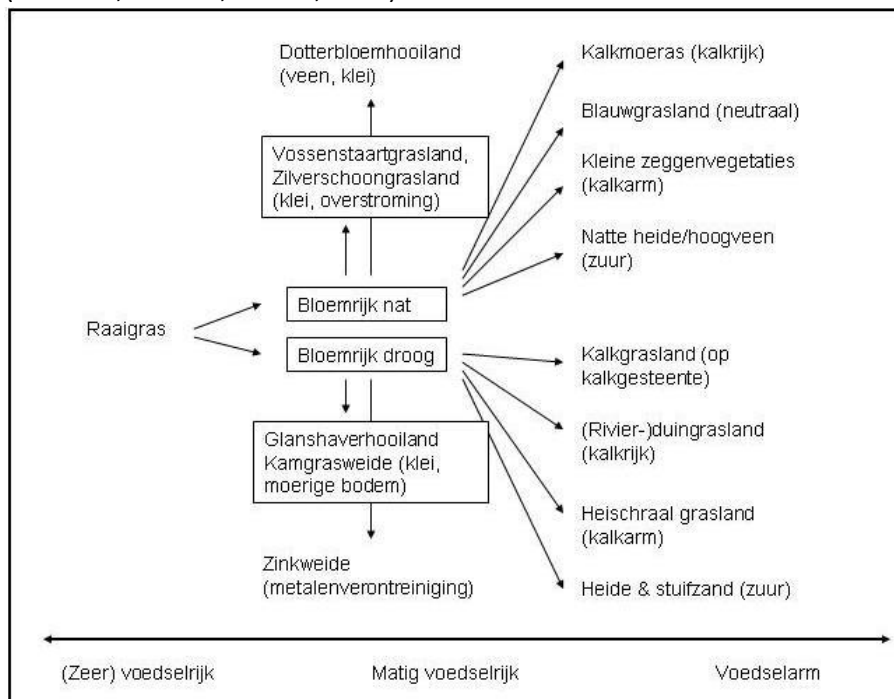 Dotterbloemhooiland
(veen, klei)
Vossenstaartgrasland,
Zilverschoongrasland
(klei, overstroming)
Kalkmoeras (kalkrijk)
Blauwgrasland (neutraal)
Kleine zeggenvegetaties
(kalkarm)
Natte heide/hoogveen
(zuur)
Raaigras
Bloemrijk nat
Bloemrijk droog
Kalkgrasland (op
kalkgesteente)
(Rivier-)duingrasland
(kalkrijk)
Heischraal grasland
(kalkarm)
Heide & stuifzand (zuur)
Glanshaverhooiland
Kamgrasweide (klei,
moerige bodem)
Zinkweide
(metalenverontreiniging)
(Zeer) voedselrijk
Matig voedselrijk
Voedselarm